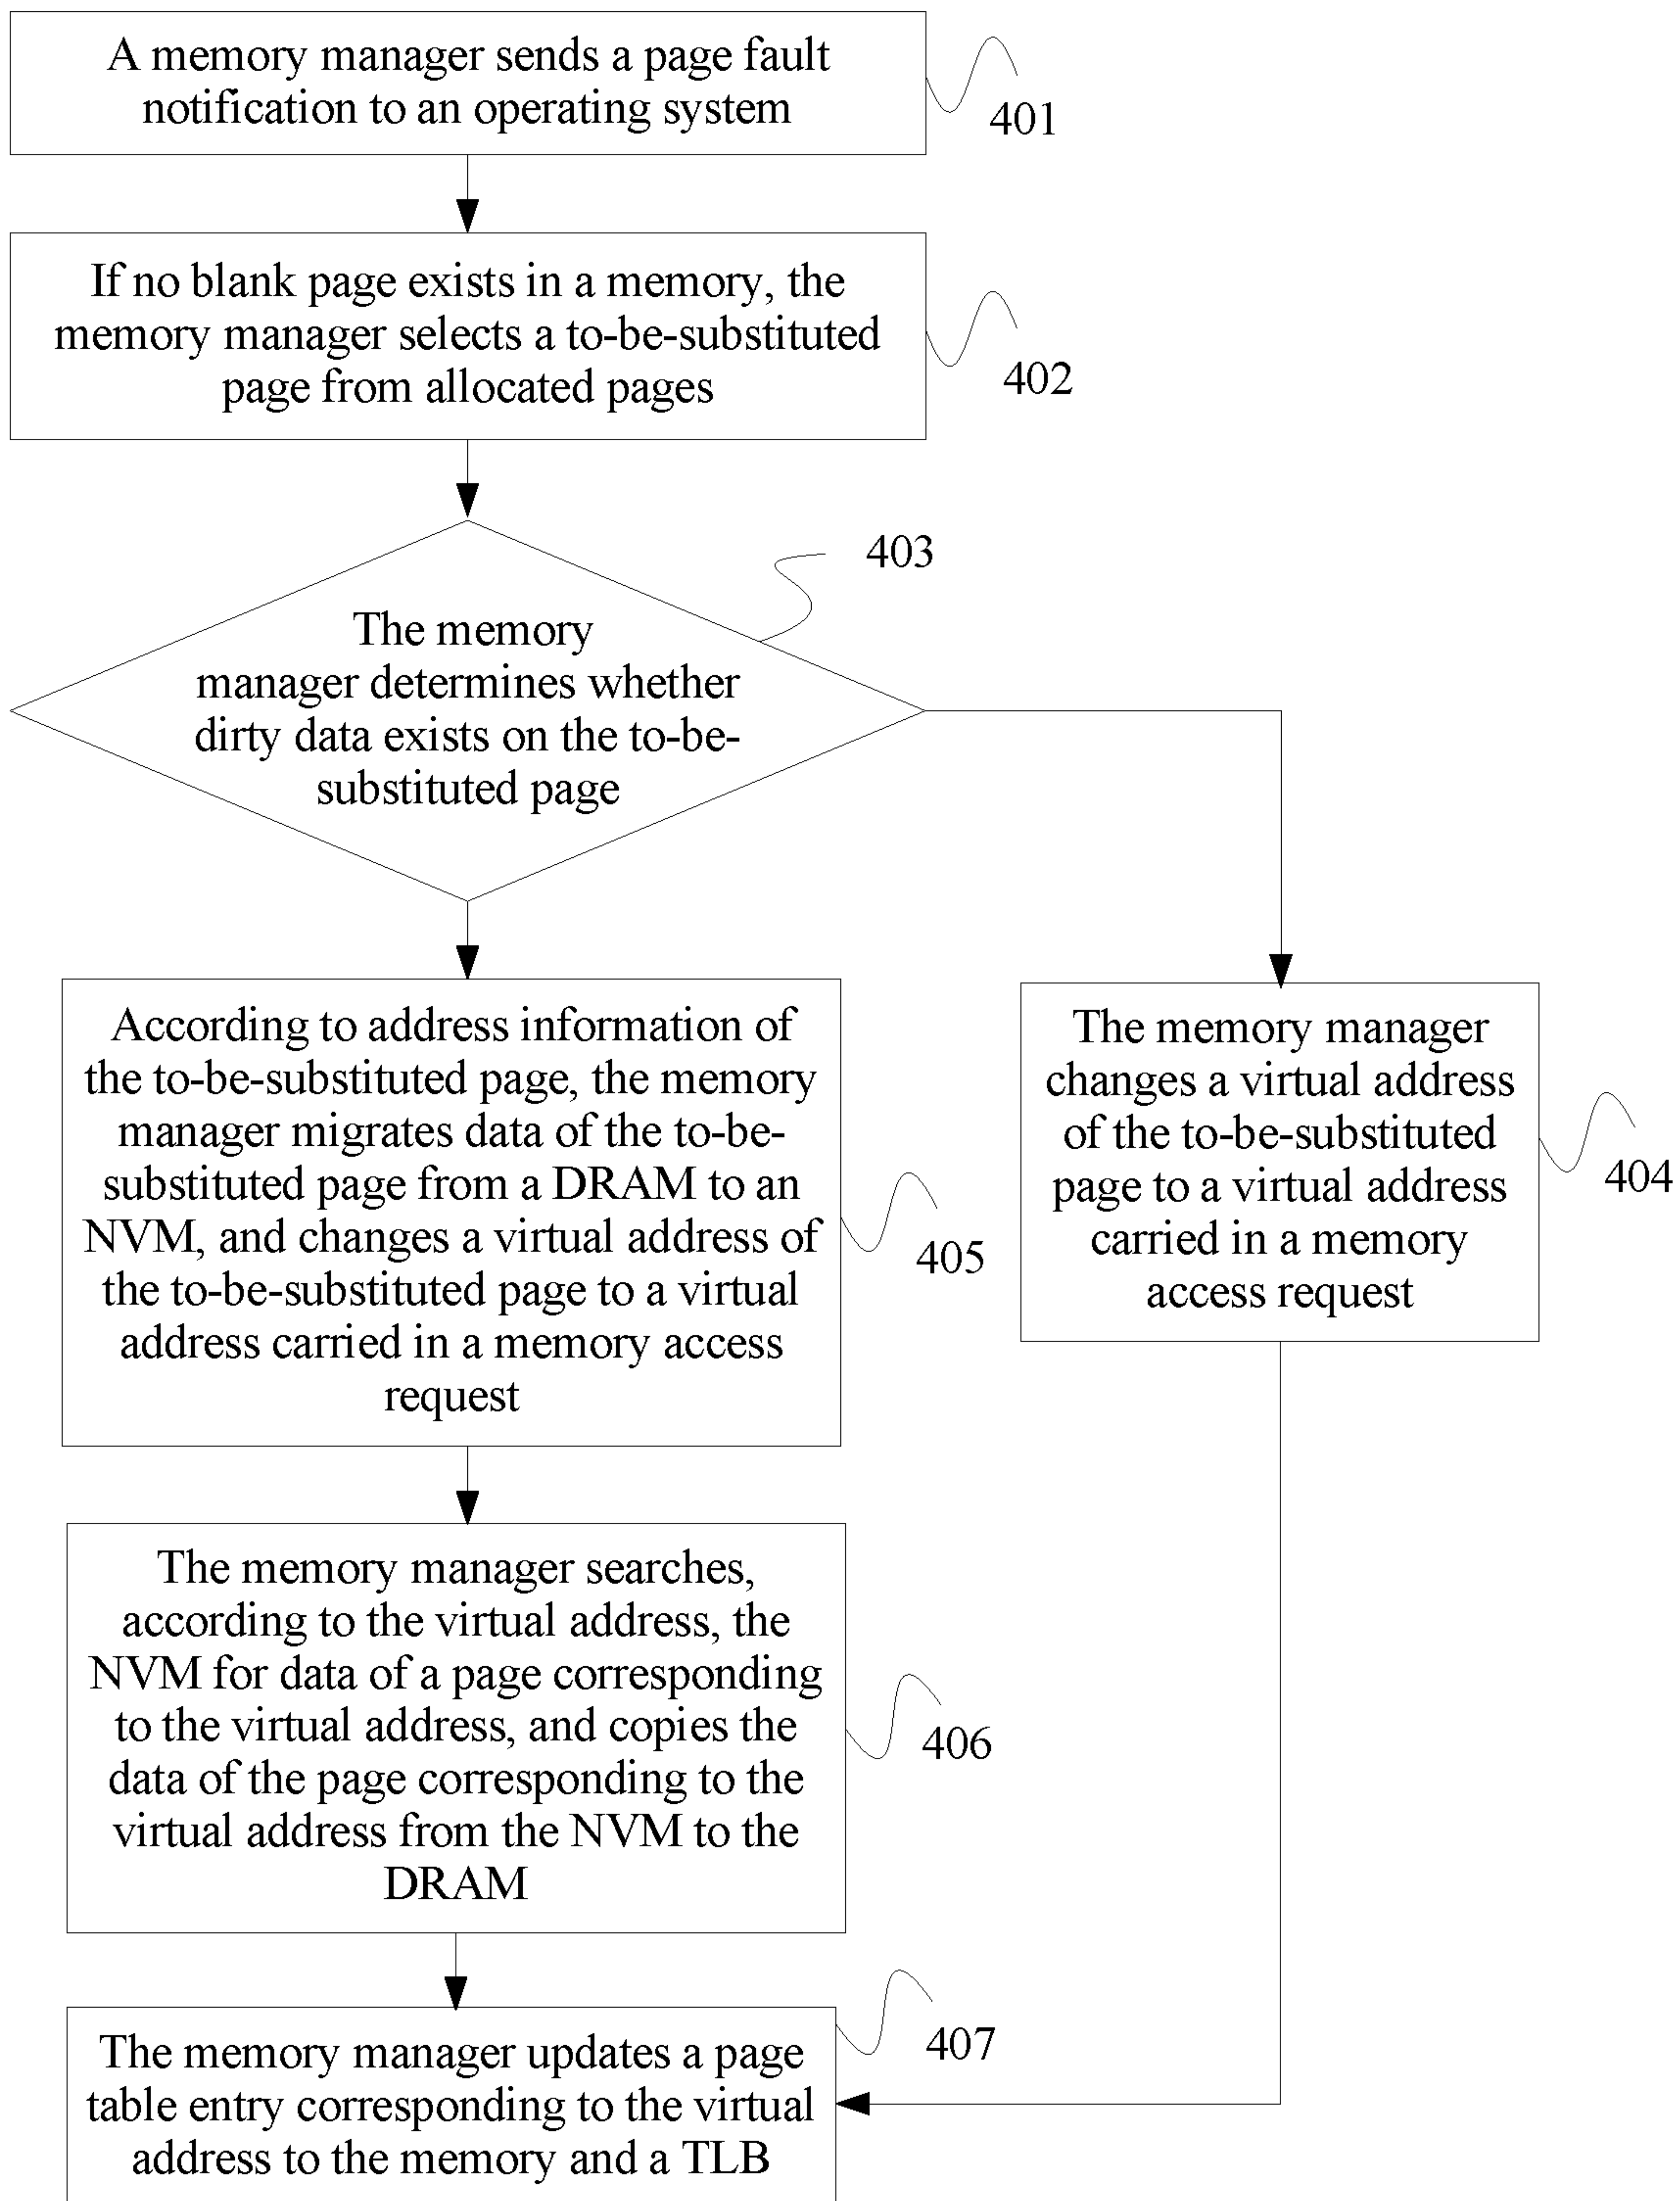 A memory manager sends a page fault
notification to an operating system
401
If no blank page exists in a memory, the
memory manager selects a to-be-substituted
page from allocated pages
402
403
The memory
manager determines whether
dirty data exists on the to-be-
substituted page
According to address information of
the to-be-substituted page, the memory
manager migrates data of the to-be-
substituted page from a DRAM to an
NVM, and changes a virtual address of
the to-be-substituted page to a virtual
address carried in a memory access
request
405
The memory manager
changes a virtual address
of the to-be-substituted
page to a virtual address
carried in a memory
access request
404
The memory manager searches,
according to the virtual address, the
NVM for data of a page corresponding
to the virtual address, and copies the
data of the page corresponding to the
virtual address from the NVM to the
DRAM
406
The memory manager updates a page
table entry corresponding to the virtual
address to the memory and a TLB
407